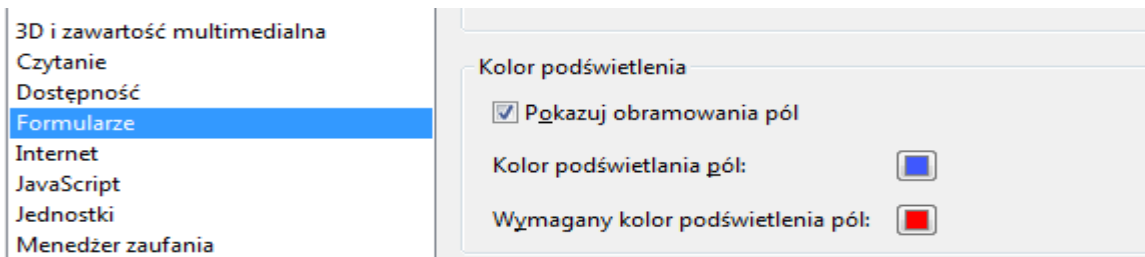 3D i zawartość multimedialna
Czytanie
Dostępność
Formularze
Internet
JavaScript
Jednostki
Menedżer zaufania
Kolor podświetlenia
Pokazuj obramowania pól
Kolor podświetlania pól:
Wymagany kolor podświetlenia pól: